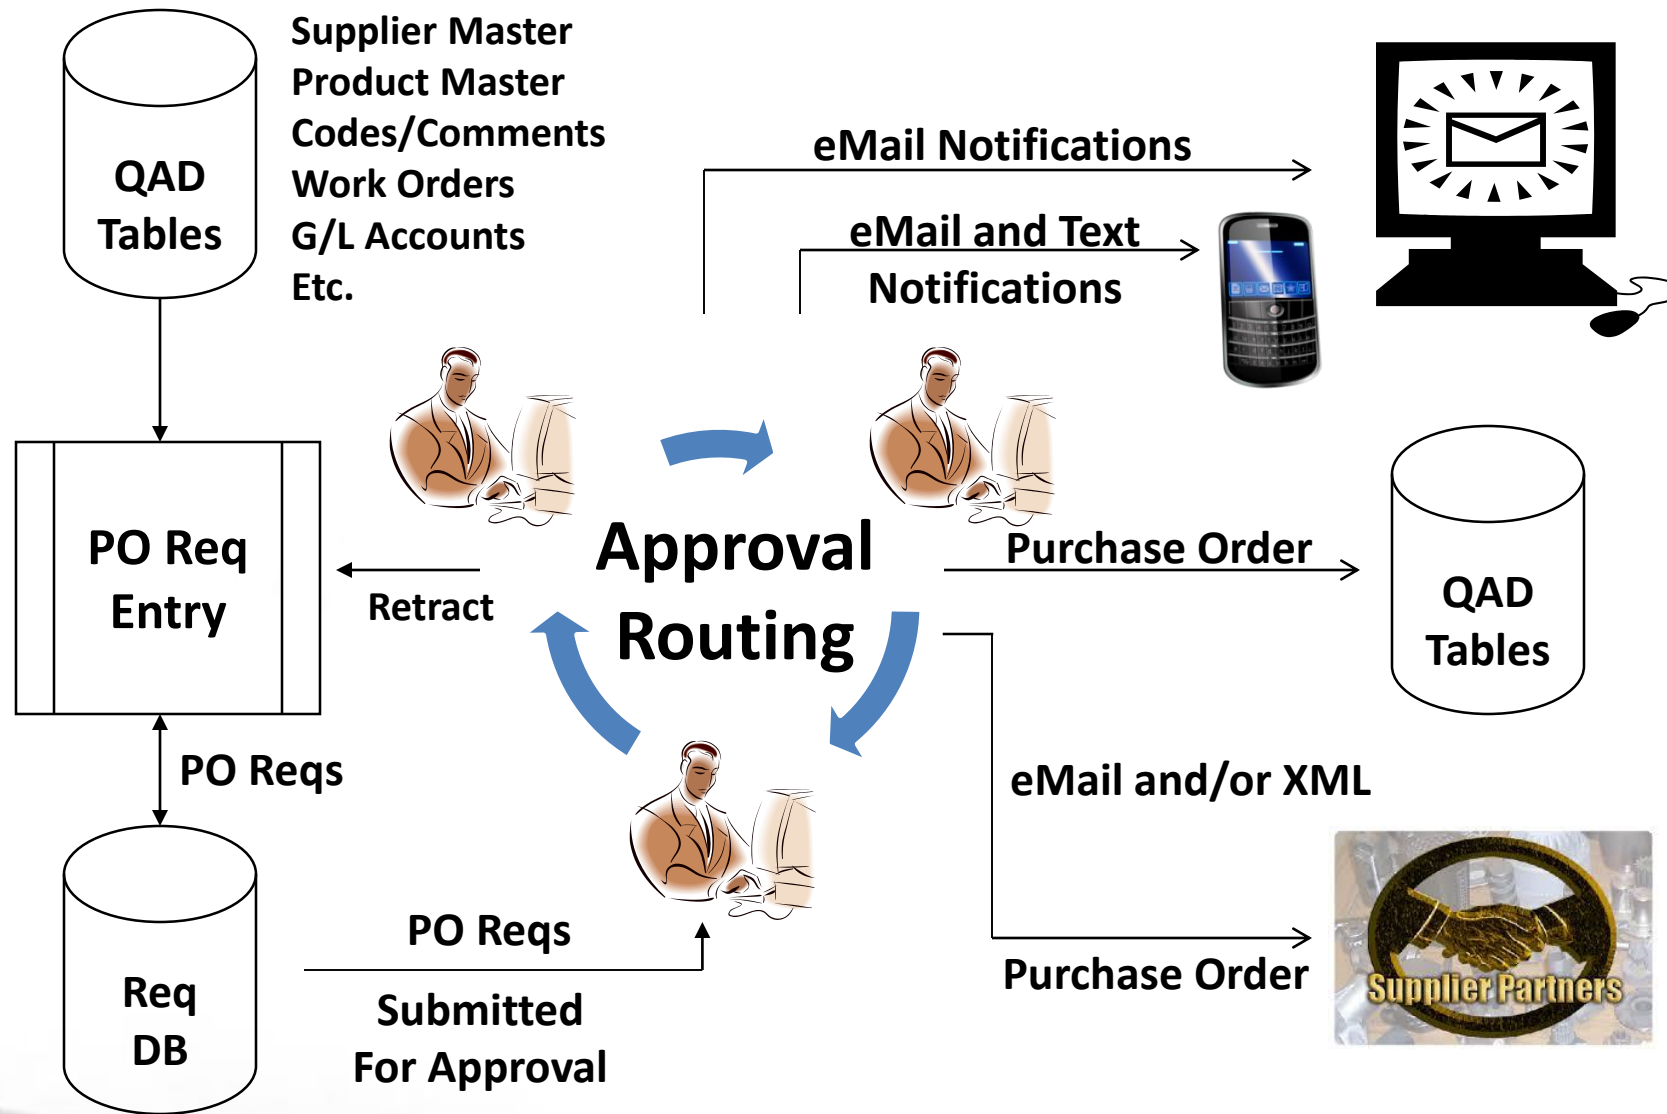 Supplier Master
Product Master
Codes/Comments
Work Orders
G/L Accounts
Etc.
QAD
Tables
eMail Notifications
eMail and Text
Notifications
PO Req
Entry
Retract
Approval
Routing
Purchase Order
QAD
Tables
PO Reqs
eMail and/or XML
Req
DB
PO Reqs
Submitted
For Approval
Purchase Order
Supplier Partners